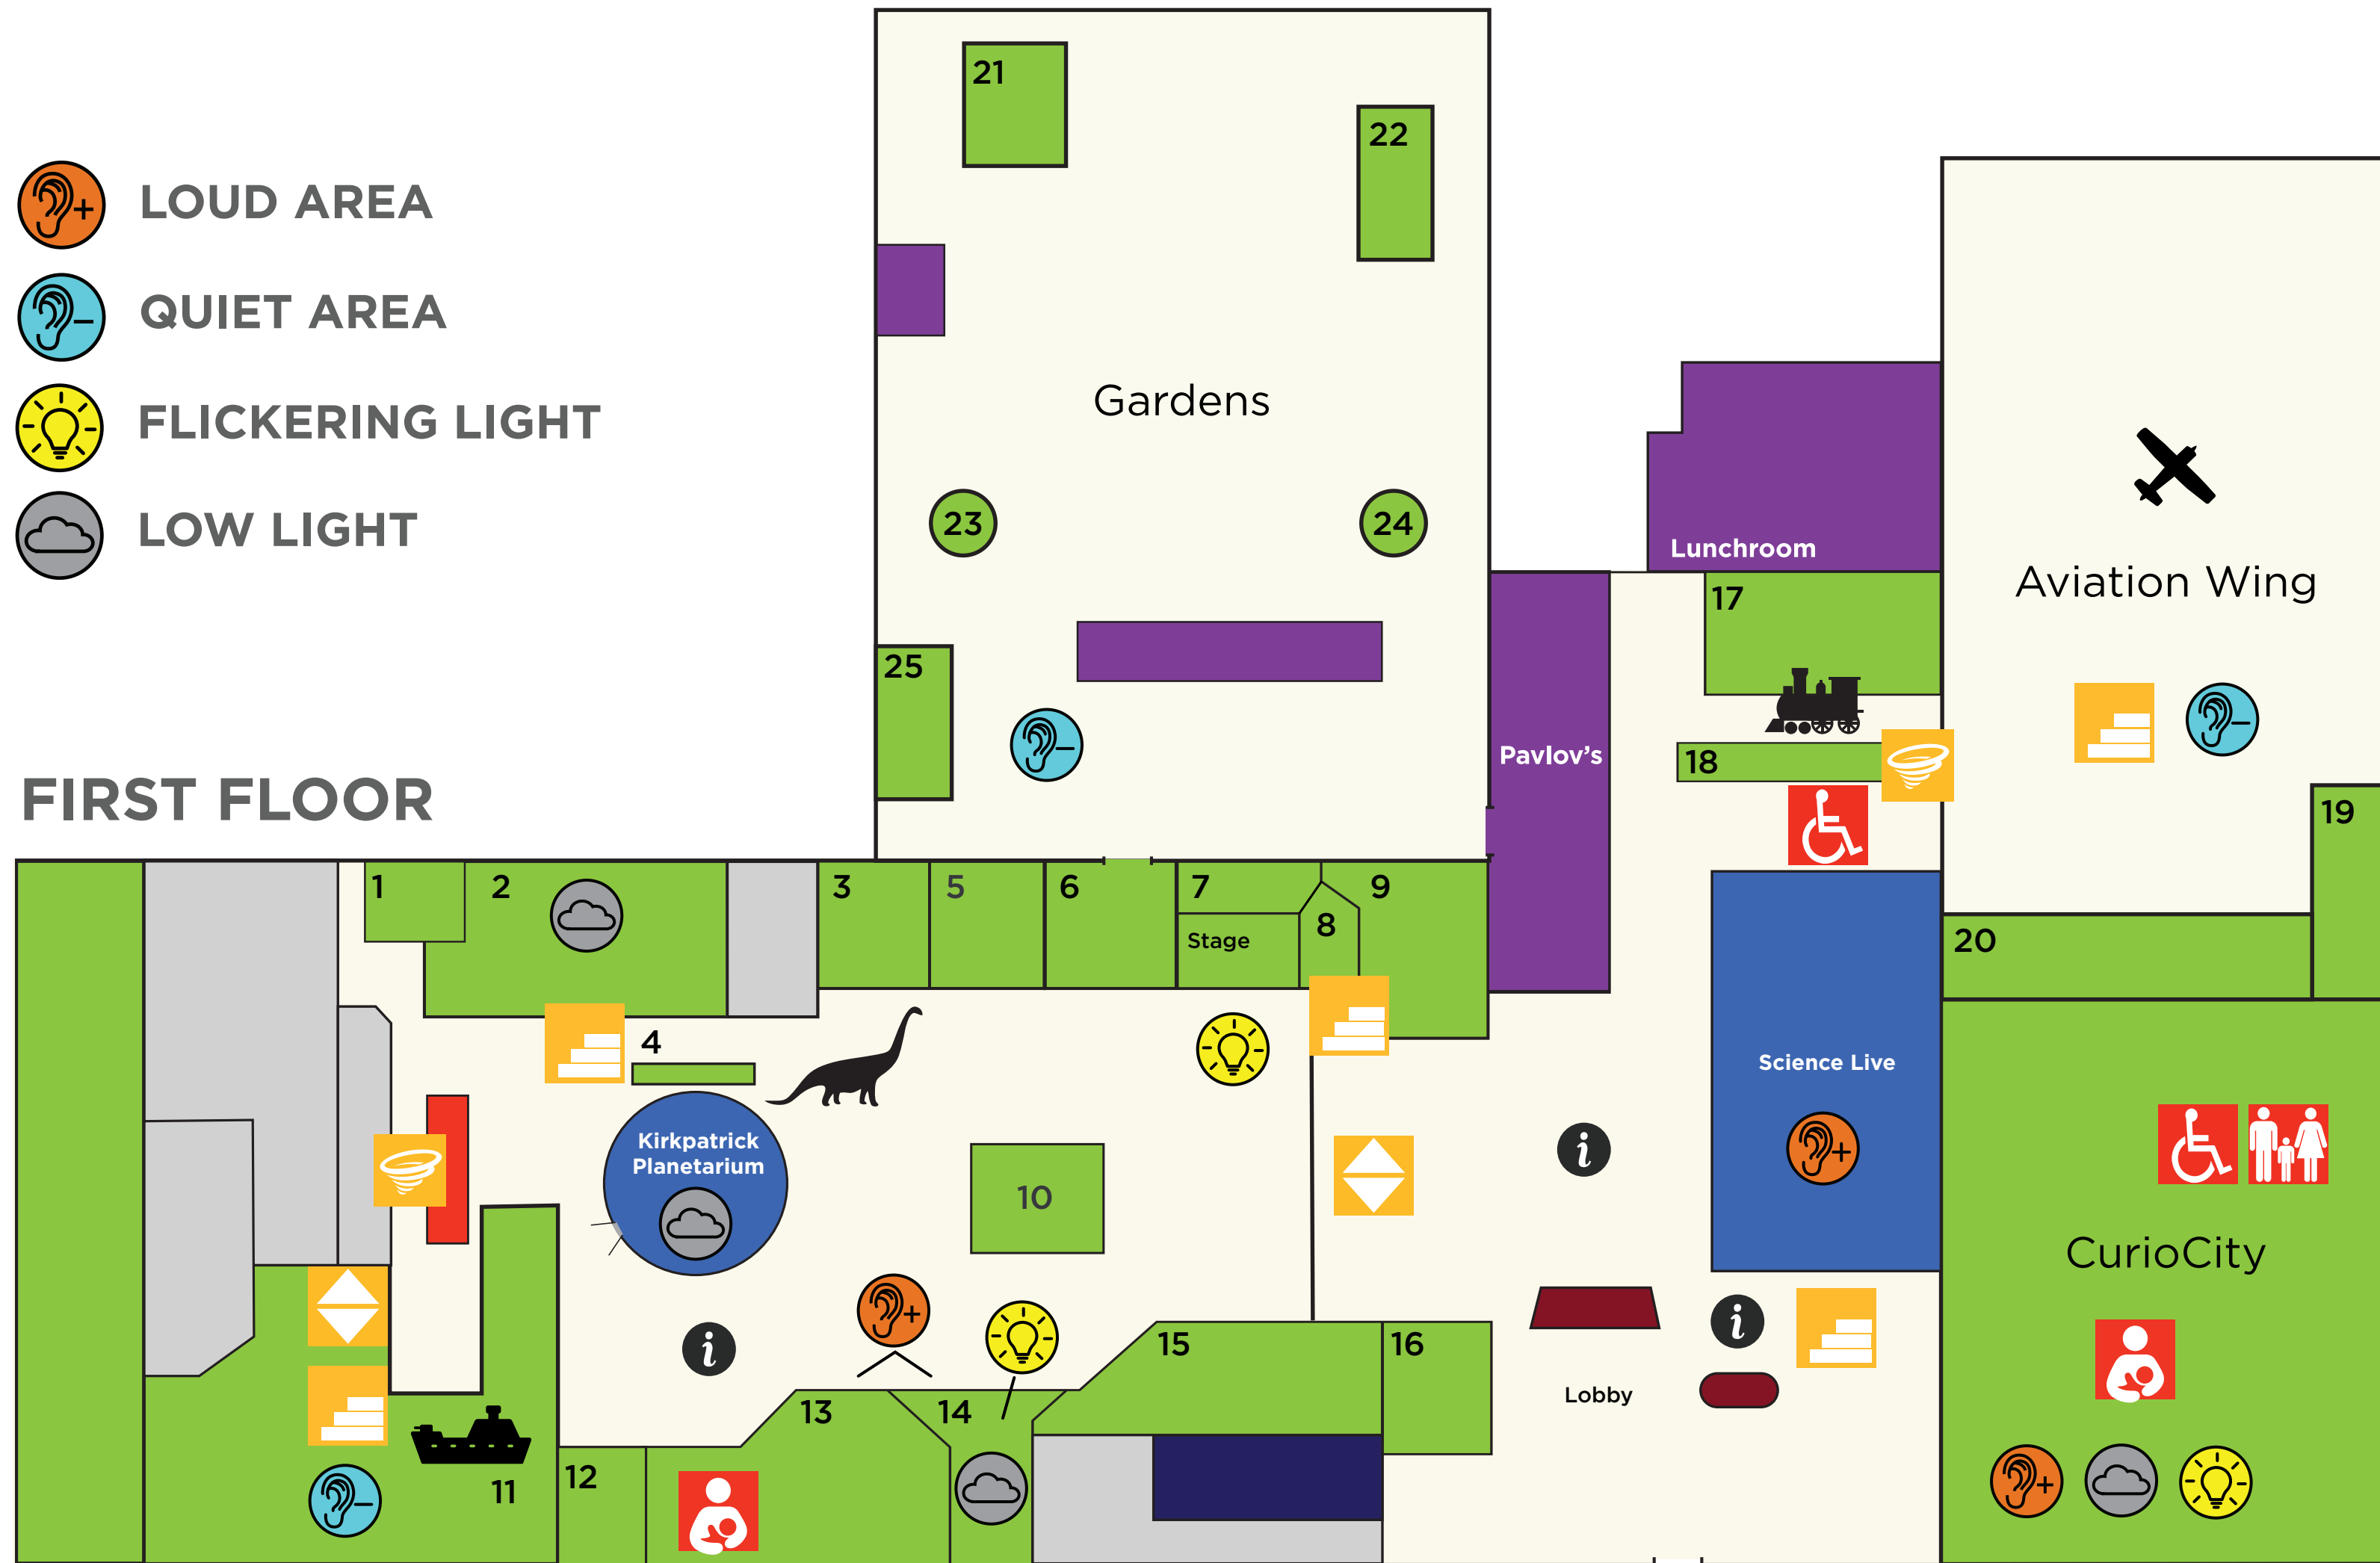 LOUD AREA
QUIET AREA
FLICKERING LIGHT
LOW LIGHT
FIRST FLOOR
21
22
Gardens
23
24
25
Lunchroom
17
Aviation Wing
Pavlov's
18
19
20
1
2
3
5
6
7
Stage
8
9
4
Kirkpatrick
Planetarium
10
i
Science Live
CurioCity
i
i
Lobby
11
12
13
14
15
16